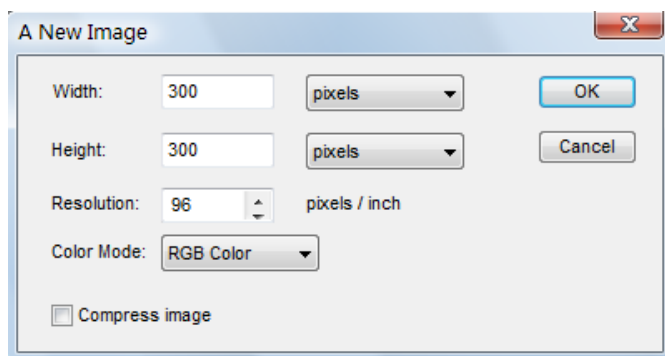 A New Image
Width: 300 pixels OK
Height: 300 pixels Cancel
Resolution: 96 pixels / inch
Color Mode: RGB Color
Compress image